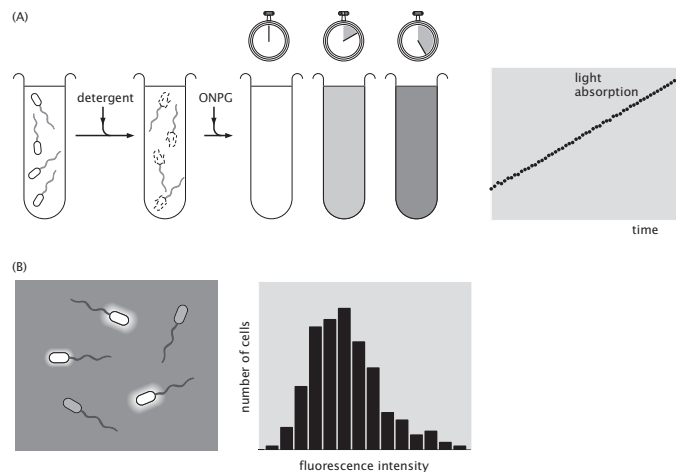 (A)
detergent
ONPG
light
absorption
time
(B)
number of cells
fluorescence intensity